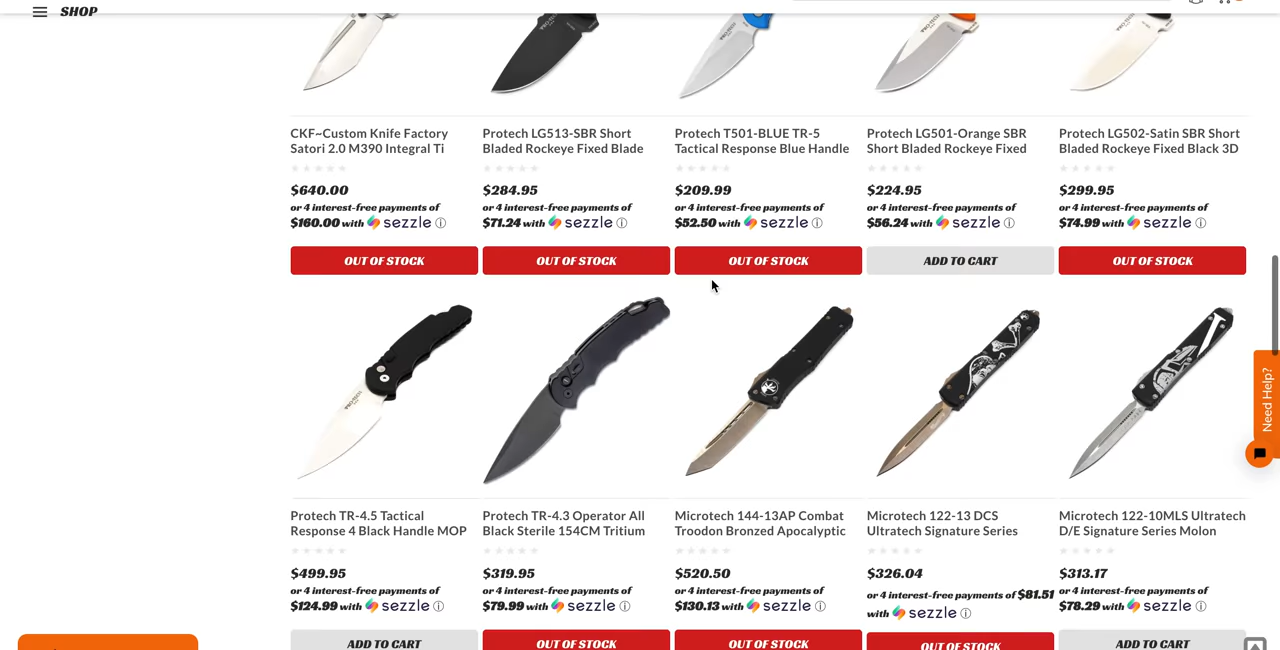 SHOP
CKF~Custom Knife Factory
Satori 2.0 M390 Integral Ti
$640.00
or 4 interest-free payments of
$160.00 with sezzle ⓘ
OUT OF STOCK
Protech LG513-SBR Short
Bladed Rockeye Fixed Blade
$284.95
or 4 interest-free payments of
$71.24 with sezzle ⓘ
OUT OF STOCK
Protech T501-BLUE TR-5
Tactical Response Blue Handle
$209.99
or 4 interest-free payments of
$52.50 with sezzle ⓘ
OUT OF STOCK
Protech LG501-Orange SBR
Short Bladed Rockeye Fixed
$224.95
or 4 interest-free payments of
$56.24 with sezzle ⓘ
ADD TO CART
Protech LG502-Satin SBR Short
Bladed Rockeye Fixed Black 3D
$299.95
or 4 interest-free payments of
$74.99 with sezzle ⓘ
OUT OF STOCK
Protech TR-4.5 Tactical
Response 4 Black Handle MOP
$499.95
or 4 interest-free payments of
$124.99 with sezzle ⓘ
ADD TO CART
Protech TR-4.3 Operator All
Black Sterile 154CM Tritium
$319.95
or 4 interest-free payments of
$79.99 with sezzle ⓘ
OUT OF STOCK
Microtech 144-13AP Combat
Troodon Bronzed Apocalyptic
$520.50
or 4 interest-free payments of
$130.13 with sezzle ⓘ
OUT OF STOCK
Microtech 122-13 DCS
Ultratech Signature Series
$326.04
or 4 interest-free payments of $81.51
with sezzle ⓘ
OUT OF STOCK
Microtech 122-10MLS Ultratech
D/E Signature Series Molon
$313.17
or 4 interest-free payments of
$78.29 with sezzle ⓘ
ADD TO CART
Need Help?